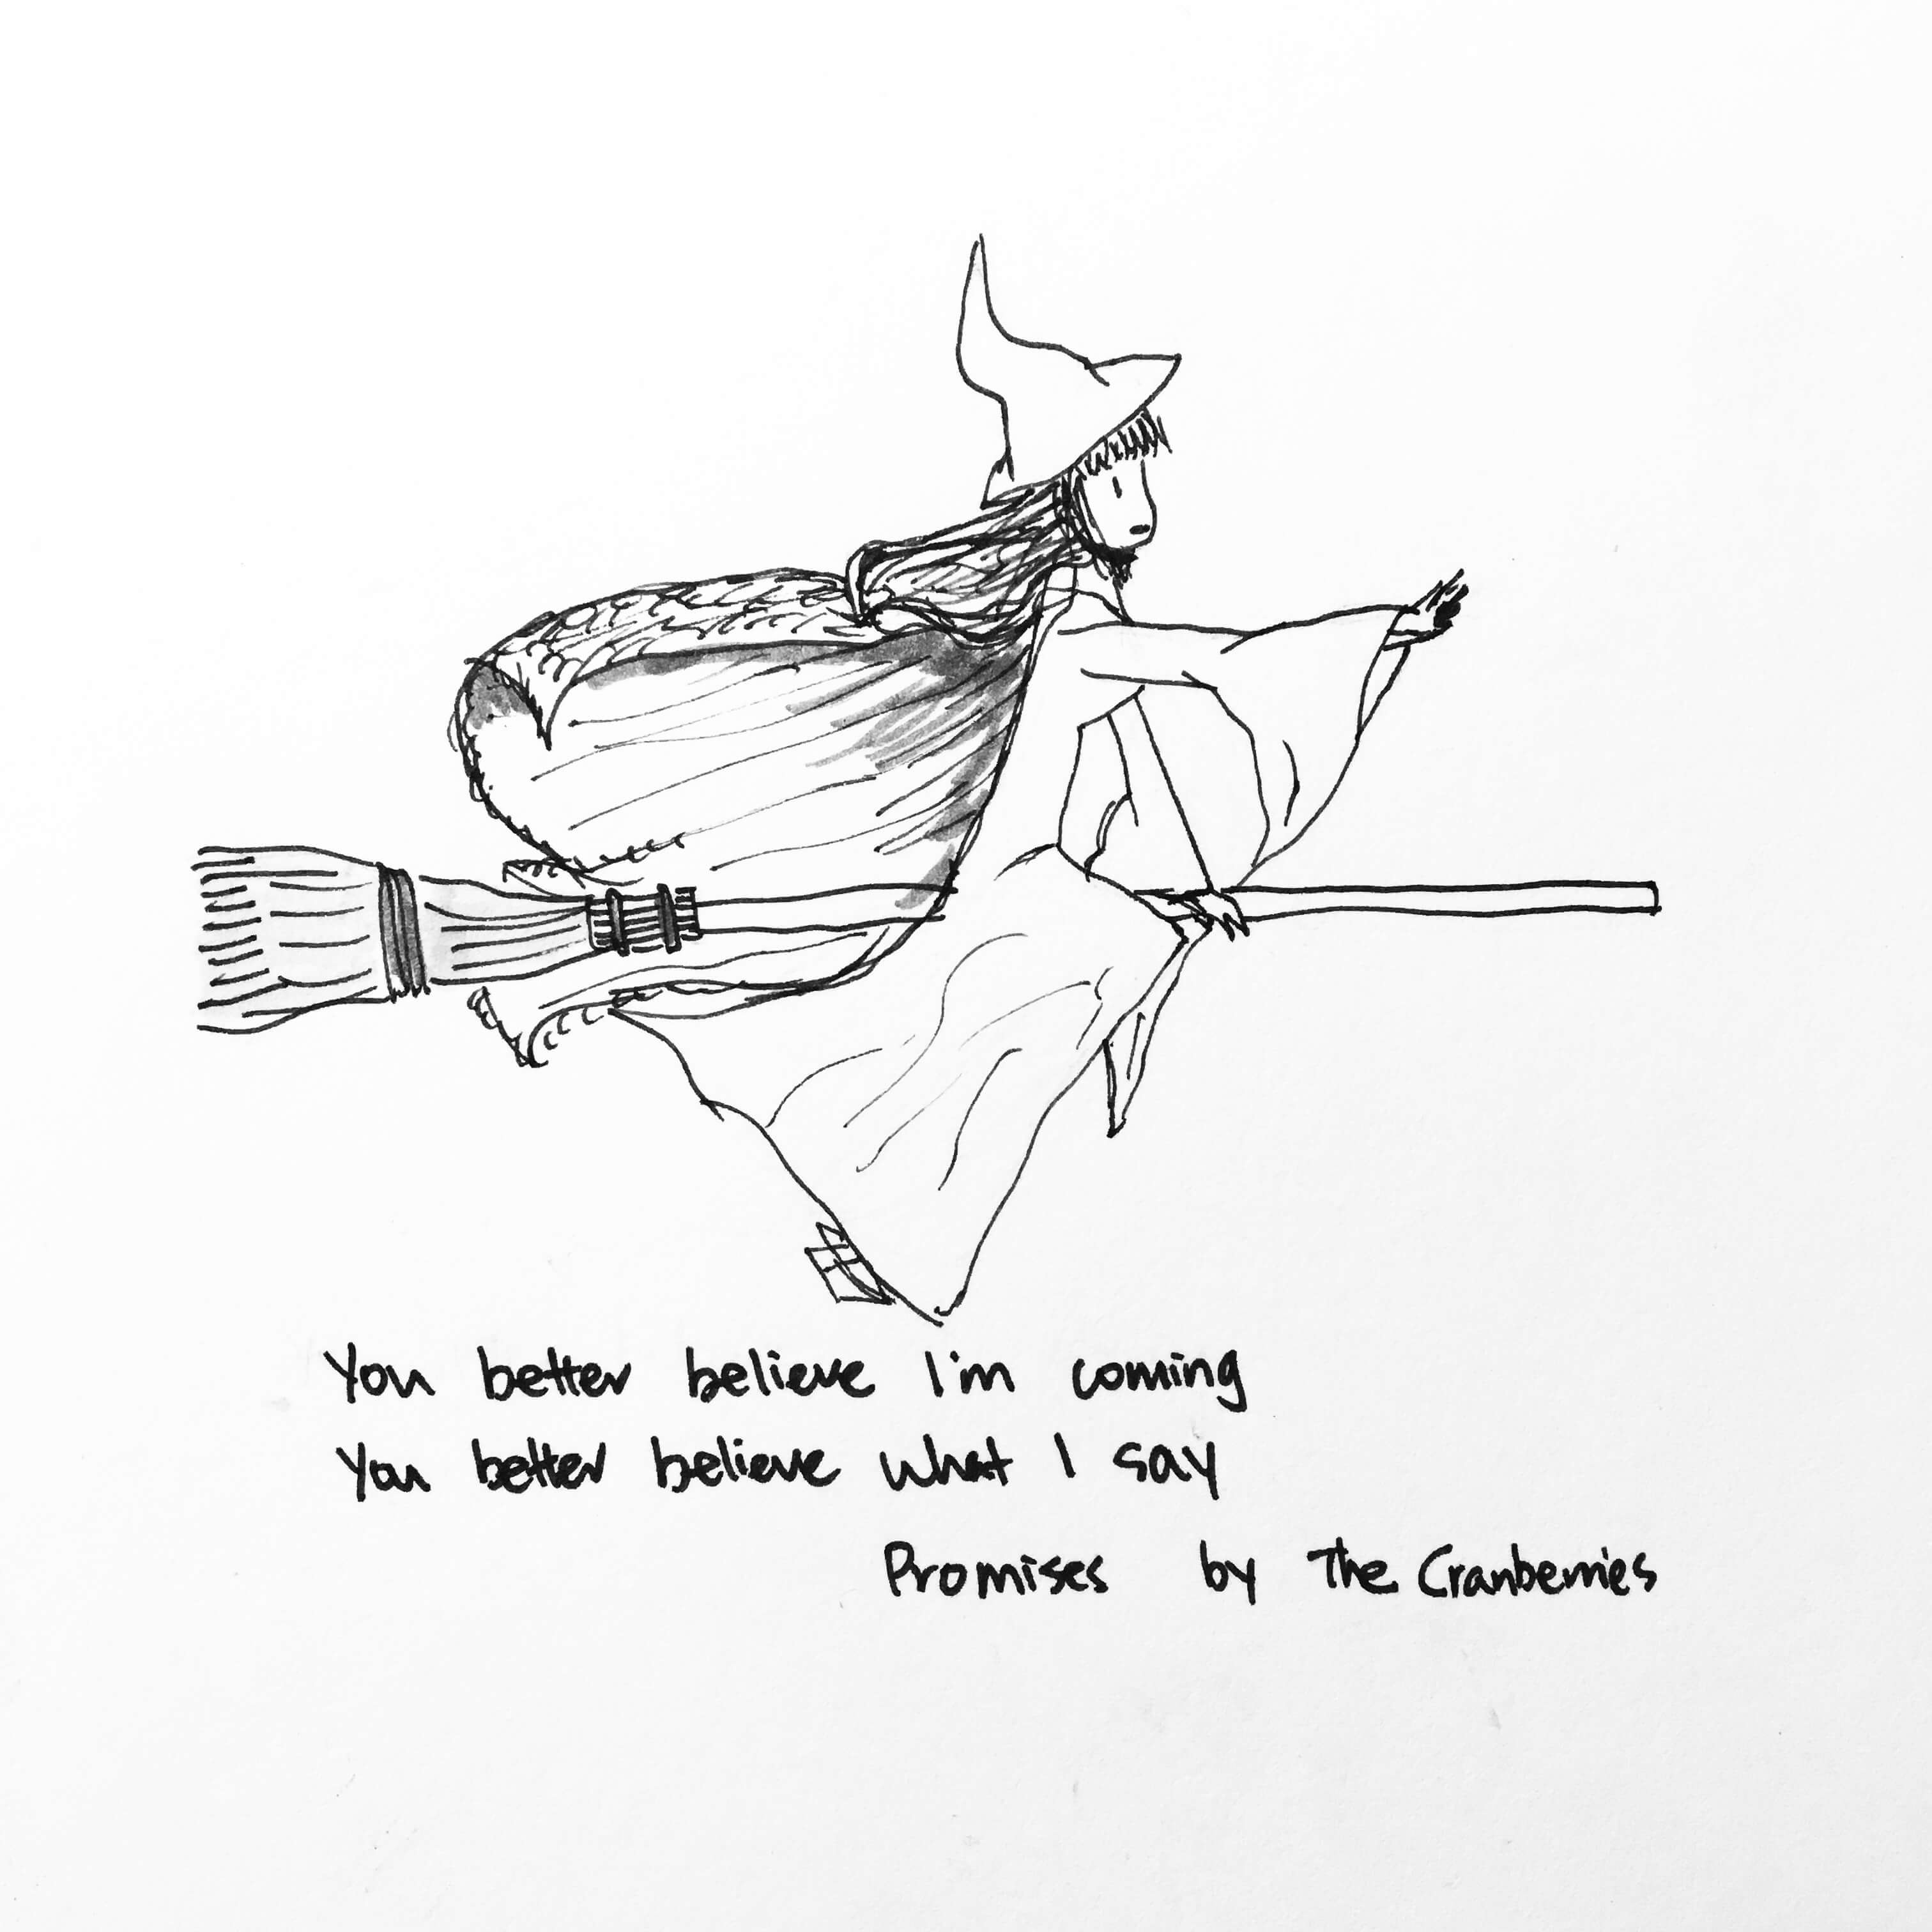 You better believe I'm coming
You better believe what I say
Promises by The Cranberries